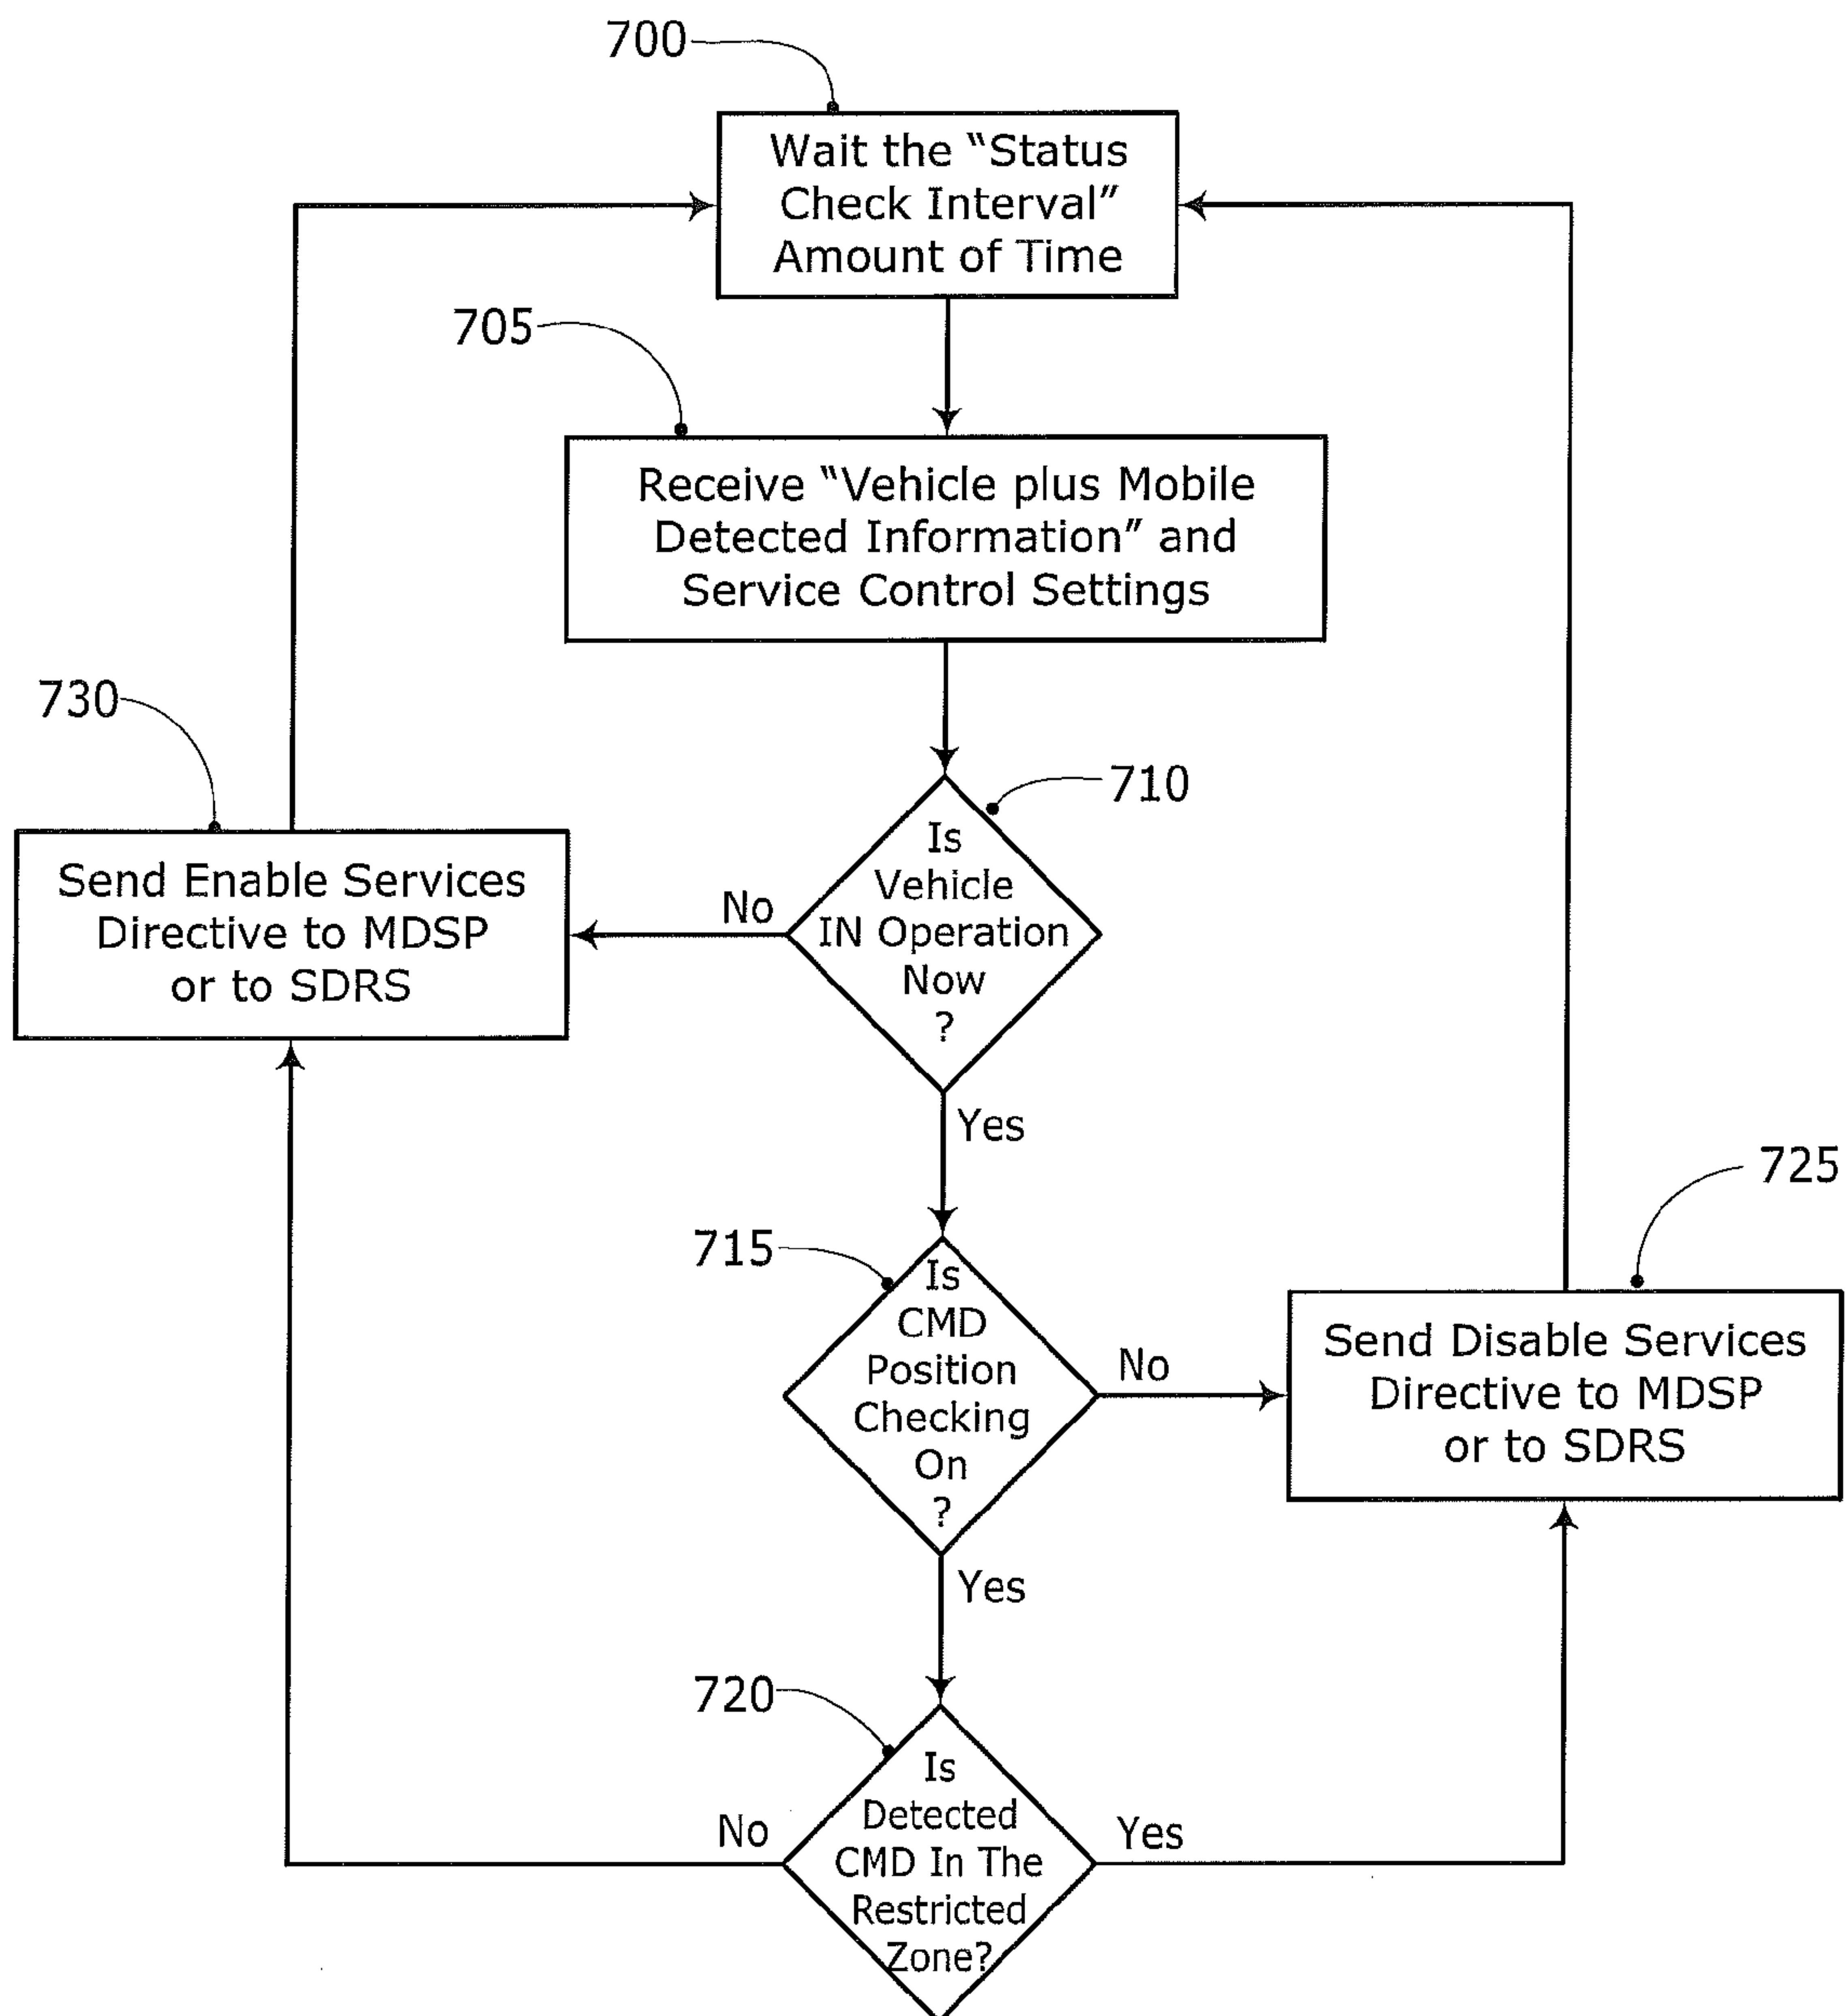 700
Wait the “Status
Check Interval”
Amount of Time
705
Receive “Vehicle plus Mobile
Detected Information” and
Service Control Settings
730
710
Send Enable Services
Directive to MDSP
or to SDRS
No
Is
Vehicle
IN Operation
Now
?
Yes
725
715
Is
CMD
Position
Checking
On
?
No
Send Disable Services
Directive to MDSP
or to SDRS
Yes
720
No
Is
Detected
CMD In The
Restricted
Zone?
Yes